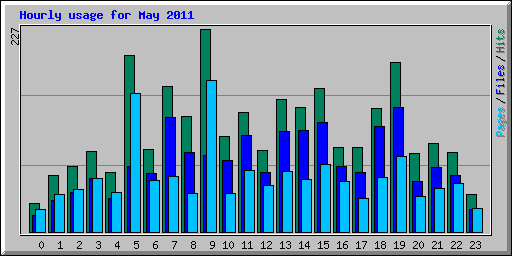 Hourly usage for May 2011
227
Pages / Files / Hits
0 1 2 3 4 5 6 7 8 9 10 11 12 13 14 15 16 17 18 19 20 21 22 23